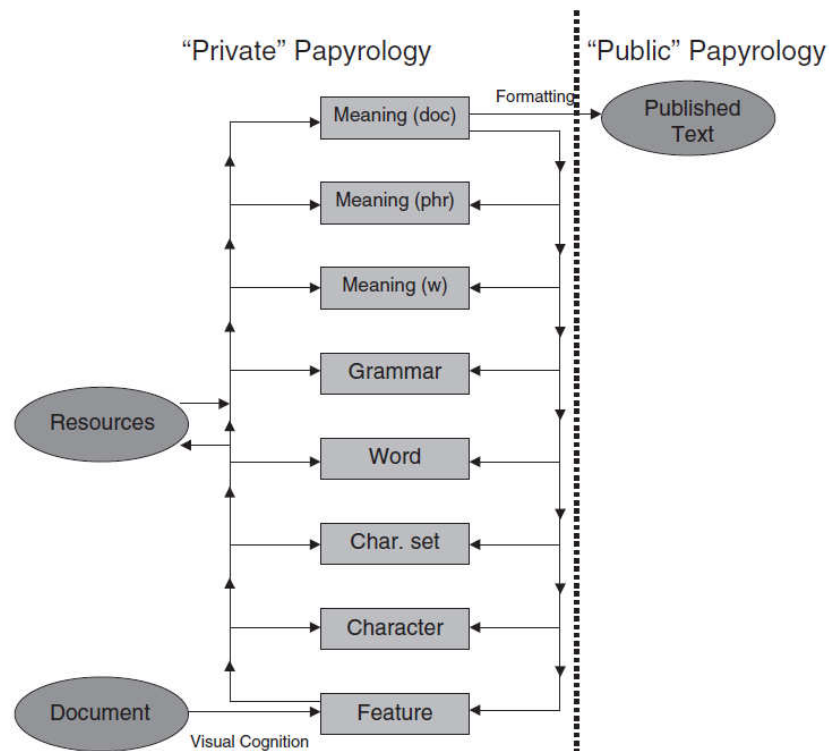 “Private” Papyrology
“Public” Papyrology
Formatting
Meaning (doc)
Published
Text
Meaning (phr)
Meaning (w)
Grammar
Resources
Word
Char. set
Character
Document
Feature
Visual Cognition